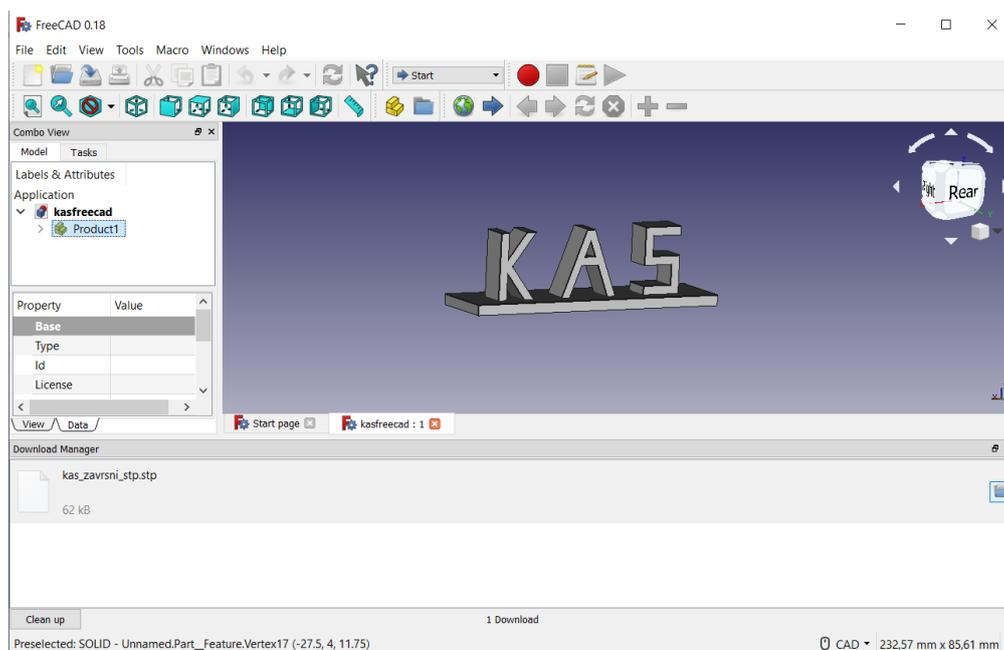 FreeCAD 0.18
File Edit View Tools Macro Windows Help
Start
Combo View
Model Tasks
Labels & Attributes
Application
kasfreecad
Product1
Property Value
Base
Type
Id
License
View Data
KAS
Rear
Start page
kasfreecad : 1
Download Manager
kas_zavrsni_stp.stp
62 kB
Clean up
1 Download
Preselected: SOLID - Unnamed.Part__Feature.Vertex17 (-27.5, 4, 11.75)
CAD
232,57 mm x 85,61 mm